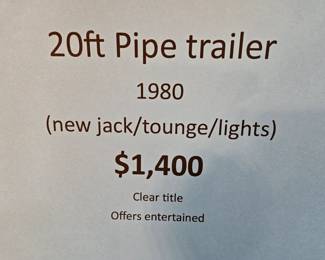 20ft Pipe trailer
1980
(new jack/tounge/lights)
$1,400
Clear title
Offers entertained